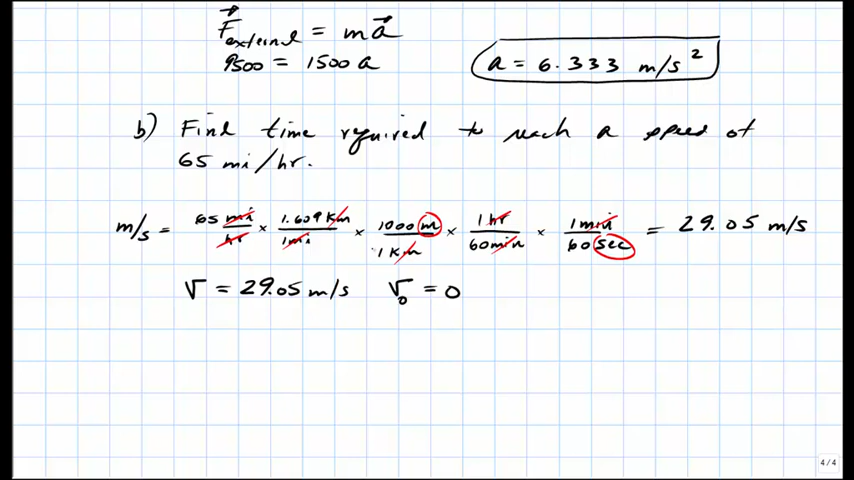 F⃗external = ma⃗
9500 = 1500 a
a = 6.333 m/s²
b) Find time required to reach a speed of
65 mi/hr.
m/s = 65 mi/hr × 1.609 Km/1 mi × 1000 m/1 Km × 1 hr/60 min × 1 min/60 sec = 29.05 m/s
V = 29.05 m/s V₀ = 0
4/4